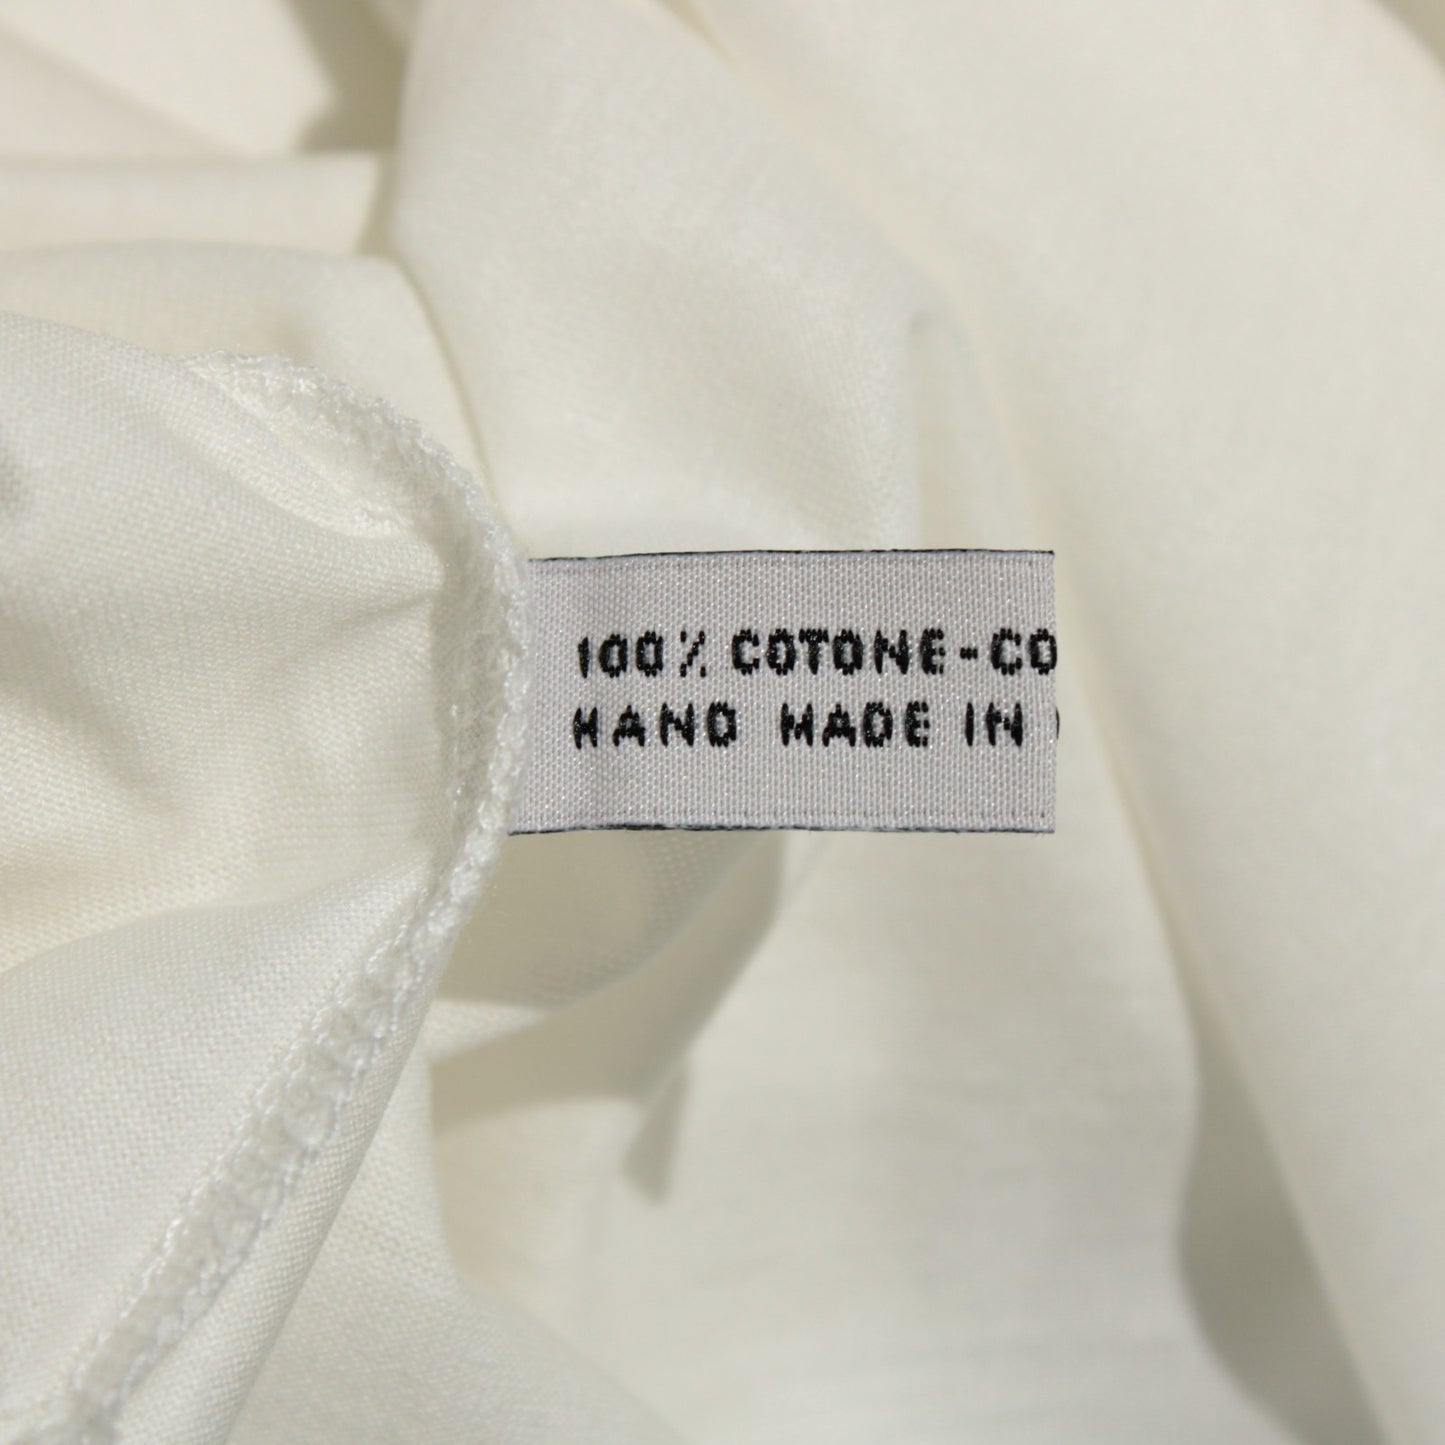 100% COTONE-CO
HAND MADE IN